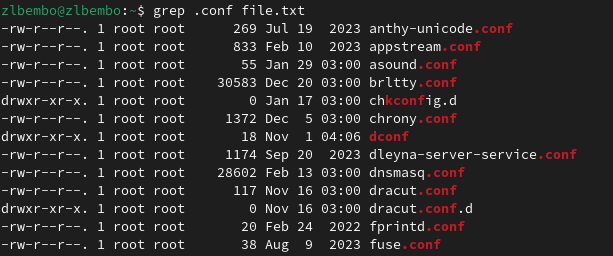 zlbembo@zlbembo:~$ grep .conf file.txt
-rw-r--r--. 1 root root     269 Jul 19  2023 anthy-unicode.conf
-rw-r--r--. 1 root root     833 Feb 10  2023 appstream.conf
-rw-r--r--. 1 root root      55 Jan 29 03:00 asound.conf
-rw-r--r--. 1 root root   30583 Dec 20 03:00 brltty.conf
drwxr-xr-x. 1 root root       0 Jan 17 03:00 chkconfig.d
-rw-r--r--. 1 root root    1372 Dec  5 03:00 chrony.conf
drwxr-xr-x. 1 root root      18 Nov  1 04:06 dconf
-rw-r--r--. 1 root root    1174 Sep 20  2023 dleyna-server-service.conf
-rw-r--r--. 1 root root   28602 Feb 13 03:00 dnsmasq.conf
-rw-r--r--. 1 root root     117 Nov 16 03:00 dracut.conf
drwxr-xr-x. 1 root root       0 Nov 16 03:00 dracut.conf.d
-rw-r--r--. 1 root root      20 Feb 24  2022 fprintd.conf
-rw-r--r--. 1 root root      38 Aug  9  2023 fuse.conf